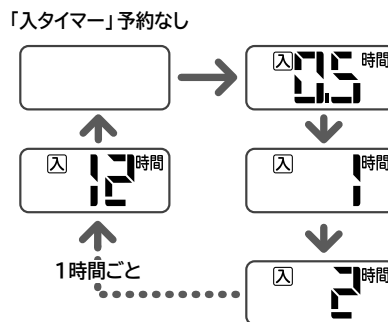 「入タイマー」予約なし
入 0.5 時間
入 12 時間
入 1 時間
1時間ごと
入 2 時間